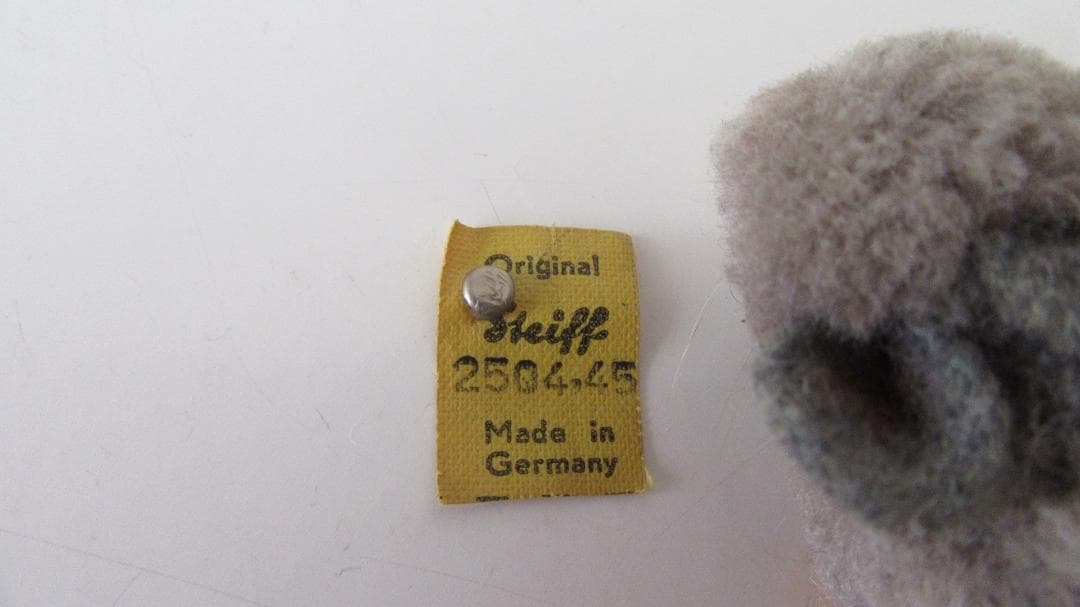 Original
Steiff
2504,45
Made in
Germany